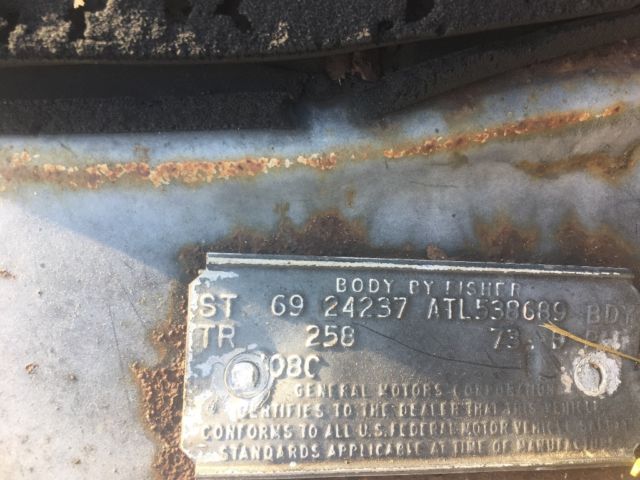 BODY BY FISHER
ST 69 24237 ATL538689 BDY
TR 258 73 B
08C
GENERAL MOTORS CORPORATION
CERTIFIES TO THE DEALER THAT THIS VEHICLE
CONFORMS TO ALL U.S. FEDERAL MOTOR VEHICLE SAFETY
STANDARDS APPLICABLE AT TIME OF MANUFACTURE